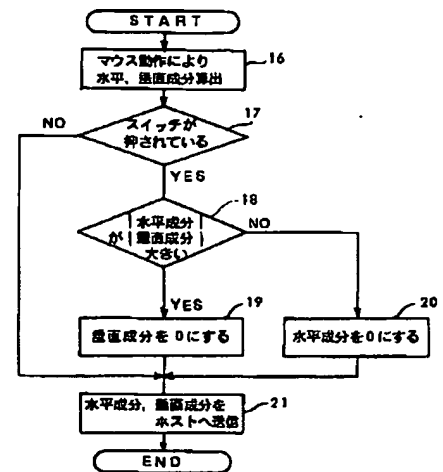 START
マウス動作により
水平、垂直成分算出
16
スイッチが
押されている
17
NO
YES
|水平成分|
|垂直成分|
が
大きい
18
NO
YES
垂直成分を0にする
19
水平成分を0にする
20
水平成分,垂直成分を
ホストへ送信
21
END